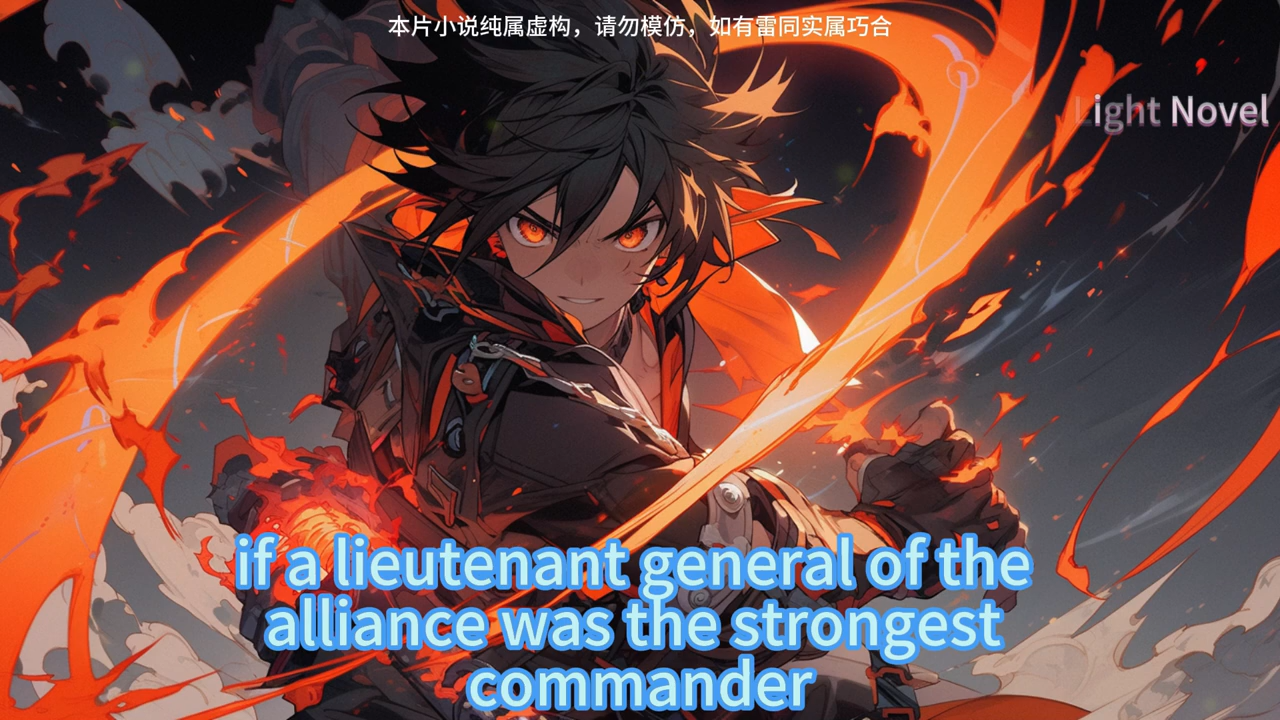 本片小说纯属虚构，请勿模仿，如有雷同实属巧合
Light Novel
if a lieutenant general of the
alliance was the strongest
commander